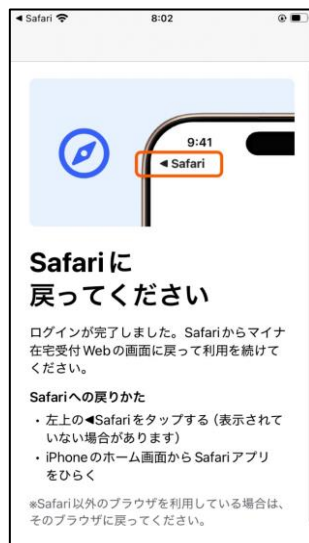 ◀ Safari 8:02
9:41
◀ Safari
Safariに
戻ってください
ログインが完了しました。Safariからマイナ
在宅受付Webの画面に戻って利用を続けて
ください。
Safariへの戻りかた
・左上の◀Safariをタップする（表示されて
いない場合があります）
・iPhoneのホーム画面からSafariアプリ
をひらく
※Safari以外のブラウザを利用している場合は、
そのブラウザに戻ってください。